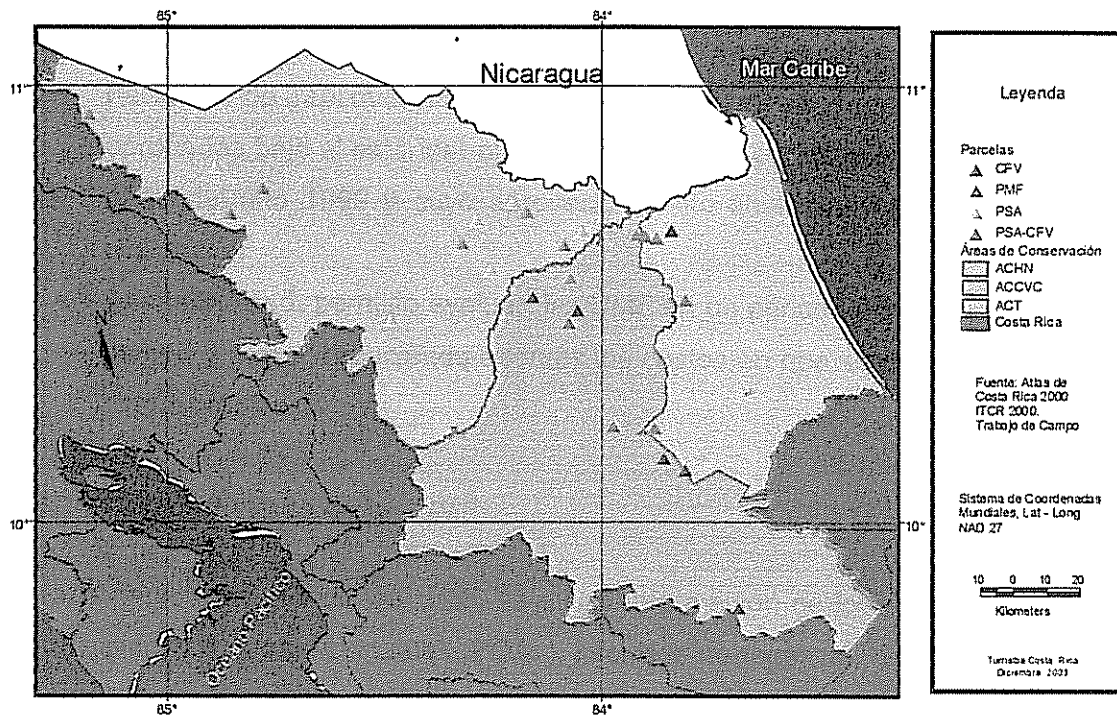 85°
84°
Nicaragua
Mar Caribe
11°
11°
N
10°
10°
Oceano Pacifico
85°
84°
Leyenda
Parcelas
CFV
PMF
PSA
PSA-CFV
Áreas de Conservación
ACHN
ACCVC
ACT
Costa Rica
Fuente: Atlas de
Costa Rica 2000
ITCR 2000.
Trabajo de Campo
Sistema de Coordenadas
Mundiales, Lat - Long
NAD 27
10 0 10 20
Kilometers
Turrialba Costa Rica
Diciembre 2003